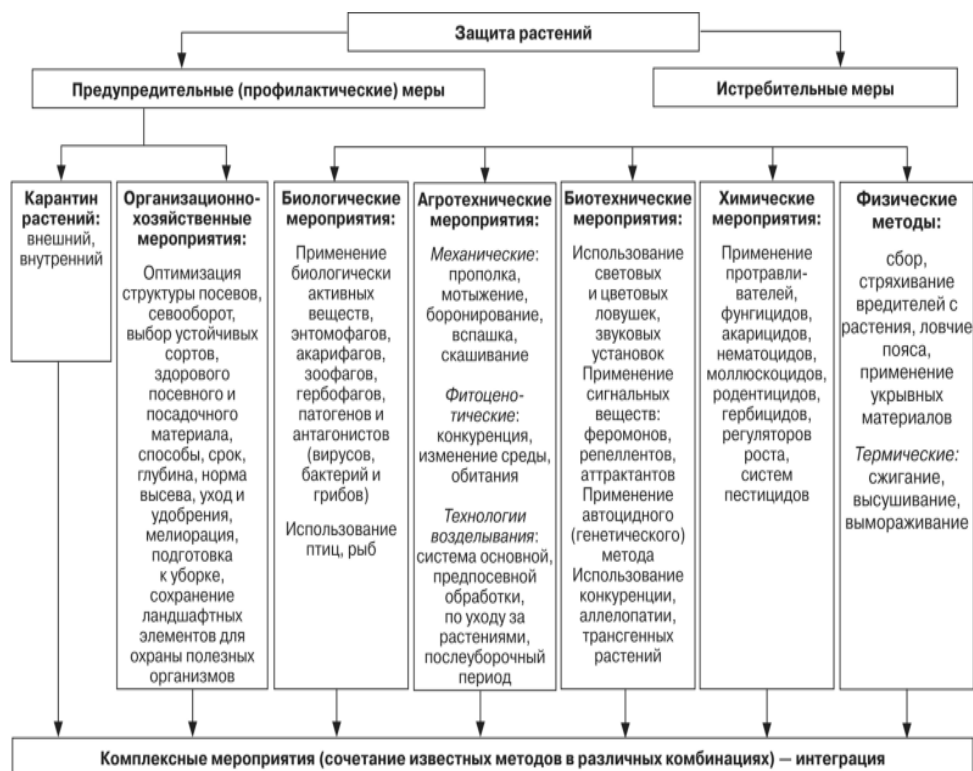 Защита растений
Предупредительные (профилактические) меры
Истребительные меры
Карантин
растений:
внешний,
внутренний
Организационно-
хозяйственные
мероприятия:
Оптимизация
структуры посевов,
севооборот,
выбор устойчивых
сортов,
здорового
посевного и
посадочного
материала,
способы, срок,
глубина, норма
высева, уход и
удобрения,
мелиорация,
подготовка
к уборке,
сохранение
ландшафтных
элементов для
охраны полезных
организмов
Биологические
мероприятия:
Применение
биологически
активных
веществ,
энтомофагов,
акарифагов,
зоофагов,
гербофагов,
патогенов и
антагонистов
(вирусов,
бактерий и
грибов)
Использование
птиц, рыб
Агротехнические
мероприятия:
Механические:
прополка,
мотыжение,
боронирование,
вспашка,
скашивание
Фитоцено-
тические:
конкуренция,
изменение среды,
обитания
Технологии
возделывания:
система основной,
предпосевной
обработки,
по уходу за
растениями,
послеуборочный
период
Биотехнические
мероприятия:
Использование
световых
и цветовых
ловушек,
звуковых
установок
Применение
сигнальных
веществ:
феромонов,
репеллентов,
аттрактантов
Применение
автоцидного
(генетического)
метода
Использование
конкуренции,
аллелопатии,
трансгенных
растений
Химические
мероприятия:
Применение
протравли-
вателей,
фунгицидов,
акарицидов,
нематоцидов,
моллюскоцидов,
родентицидов,
гербицидов,
регуляторов
роста,
систем
пестицидов
Физические
методы:
сбор,
стряхивание
вредителей с
растения, ловчие
пояса,
применение
укрывных
материалов
Термические:
сжигание,
высушивание,
вымораживание
Комплексные мероприятия (сочетание известных методов в различных комбинациях) — интеграция